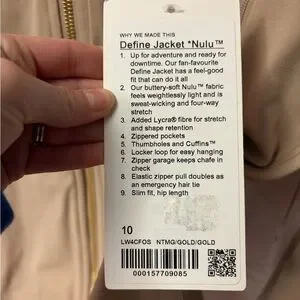 WHY WE MADE THIS
Define Jacket *Nulu™
1. Up for adventure and ready for
downtime. Our fan-favourite
Define Jacket has a feel-good
fit that can do it all
2. Our buttery-soft Nulu™ fabric
feels weightlessly light and is
sweat-wicking and four-way
stretch
3. Added Lycra® fibre for stretch
and shape retention
4. Zippered pockets
5. Thumbholes and Cuffins™
6. Locker loop for easy hanging
7. Zipper garage keeps chafe in
check
8. Elastic zipper pull doubles as
an emergency hair tie
9. Slim fit, hip length
10
LW4CFOS NTMG/GOLD/GOLD
000157709085